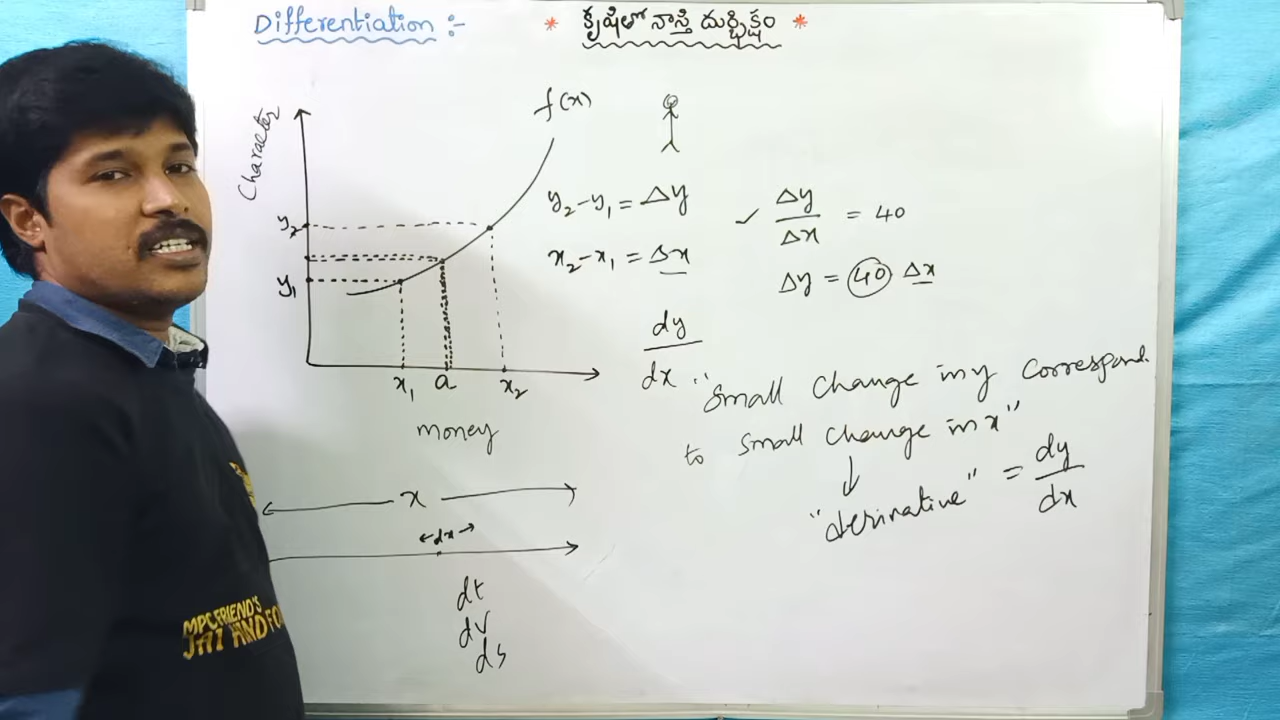 Differentiation :-
* కృషితో నాస్తి దుర్భిక్షం *
Character
f(x)
y₂
y₁
x₁ a x₂
money
y₂-y₁ = Δy
x₂-x₁ = Δx
✓ Δy/Δx = 40
Δy = 40 Δx
dy/dx
"Small change in y correspond.
to small change in x"
↓
"derivative" = dy/dx
x
dx
dt
dv
ds
MPC FRIEND'S